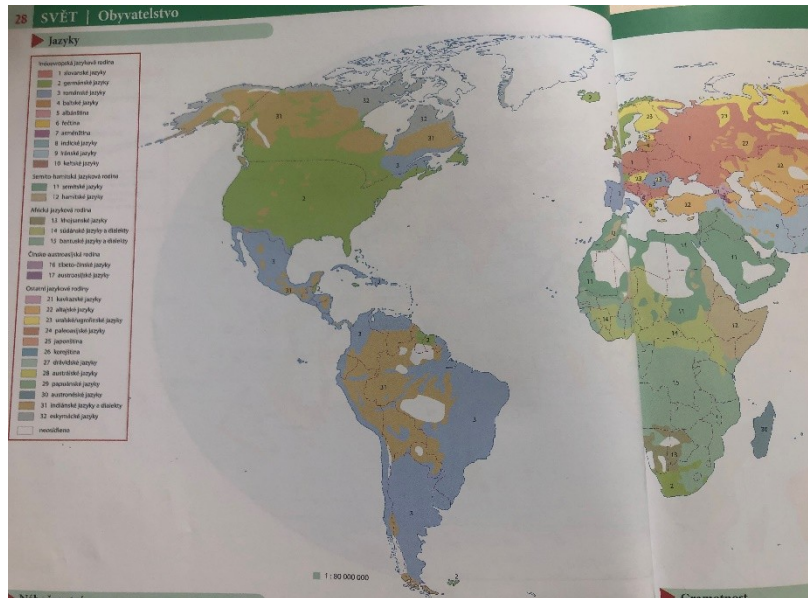 28 SVĚT | Obyvatelstvo
Jazyky
Indoevropská jazyková rodina
1 slovanské jazyky
2 germánské jazyky
3 románské jazyky
4 baltské jazyky
5 albánština
6 řečtina
7 arménština
8 indické jazyky
9 íránské jazyky
10 keltské jazyky
Semito-hamitská jazyková rodina
11 semitské jazyky
12 hamitské jazyky
jazyková rodina
13 khojsanské jazyky
14 súdánské jazyky a dialekty
15 bantuské jazyky a dialekty
Čínsko-austroasijská rodina
16 tibeto-čínské jazyky
17 austroasijské jazyky
Ostatní jazykové rodiny
21 kavkazské jazyky
22 altajské jazyky
23 uralské/ugrofinské jazyky
24 paleoasijské jazyky
25 japonština
26 korejština
27 drávidské jazyky
28 australské jazyky
29 papuánské jazyky
30 austronéské jazyky
31 indiánské jazyky a dialekty
32 eskymácké jazyky
neosídleno
1 : 80 000 000
Gramotnost